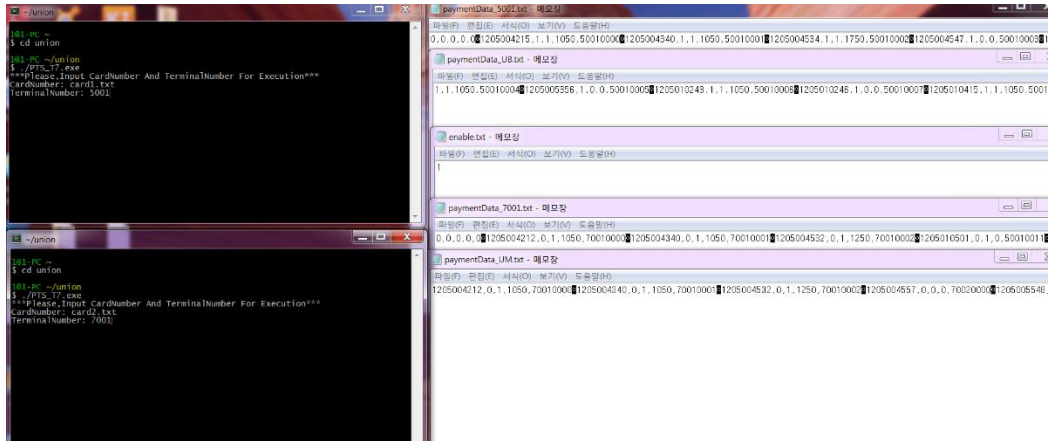 ~/union
101-PC ~
$ cd union
101-PC ~/union
$ ./PTS_T7.exe
***Please,Input CardNumber And TerminalNumber For Execution***
CardNumber: card1.txt
TerminalNumber: 5001
~/union
101-PC ~
$ cd union
101-PC ~/union
$ ./PTS_T7.exe
***Please,Input CardNumber And TerminalNumber For Execution***
CardNumber: card2.txt
TerminalNumber: 7001
paymentData_5001.txt - 메모장
파일(F) 편집(E) 서식(O) 보기(V) 도움말(H)
0,0,0,0,0 1205004215,1,1,1050,50010000 1205004340,1,1,1050,50010001 1205004534,1,1,1750,50010002 1205004547,1,0,0,50010003
paymentData_UB.txt - 메모장
파일(F) 편집(E) 서식(O) 보기(V) 도움말(H)
1,1,1050,50010004 1205005356,1,0,0,50010005 1205010243,1,1,1050,50010006 1205010246,1,0,0,50010007 1205010415,1,1,1050,5001
enable.txt - 메모장
파일(F) 편집(E) 서식(O) 보기(V) 도움말(H)
1
paymentData_7001.txt - 메모장
파일(F) 편집(E) 서식(O) 보기(V) 도움말(H)
0,0,0,0,0 1205004212,0,1,1050,70010000 1205004340,0,1,1050,70010001 1205004532,0,1,1250,70010002 1205010501,0,1,0,50010011
paymentData_UM.txt - 메모장
파일(F) 편집(E) 서식(O) 보기(V) 도움말(H)
1205004212,0,1,1050,70010000 1205004340,0,1,1050,70010001 1205004532,0,1,1250,70010002 1205004557,0,0,0,70020000 1205005548,